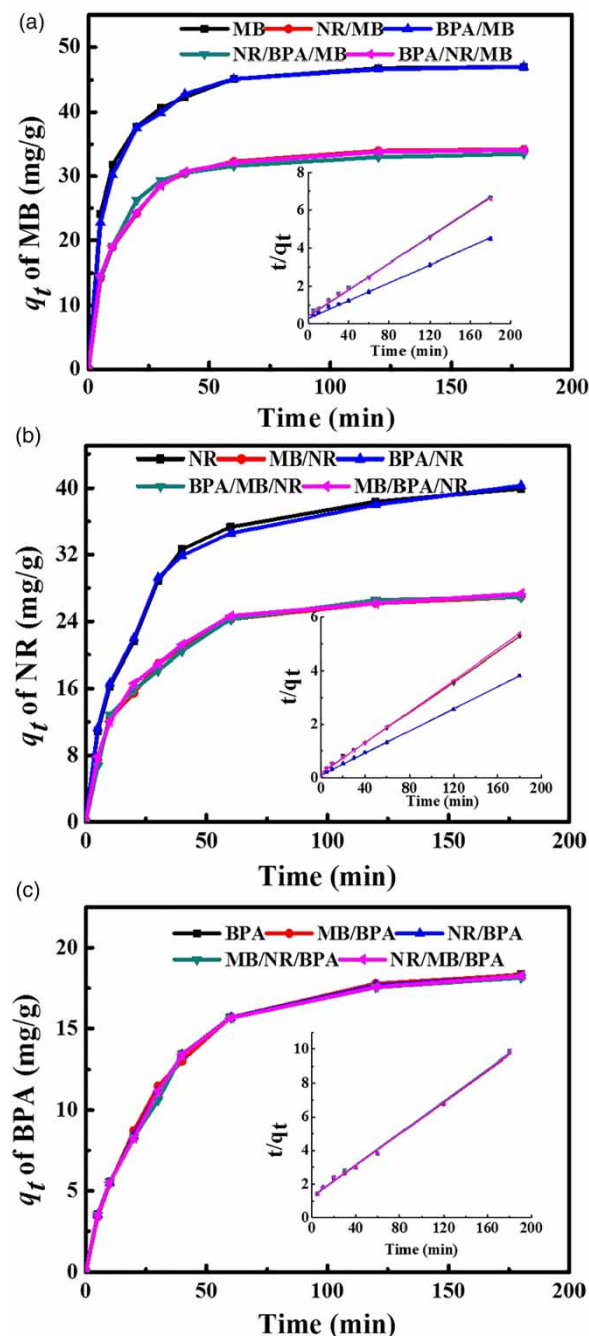 (a)
MB NR/MB BPA/MB
NR/BPA/MB BPA/NR/MB
50
40
30
20
10
0
qt of MB (mg/g)
8
6
4
2
0
t/qt
0 40 80 120 160 200
Time (min)
0 50 100 150 200
Time (min)
(b)
NR MB/NR BPA/NR
BPA/MB/NR MB/BPA/NR
40
32
24
16
8
0
qt of NR (mg/g)
6
4
2
0
t/qt
0 40 80 120 160 200
Time (min)
0 50 100 150 200
Time (min)
(c)
BPA MB/BPA NR/BPA
MB/NR/BPA NR/MB/BPA
20
15
10
5
0
qt of BPA (mg/g)
10
8
6
4
2
0
t/qt
0 40 80 120 160 200
Time (min)
0 50 100 150 200
Time (min)